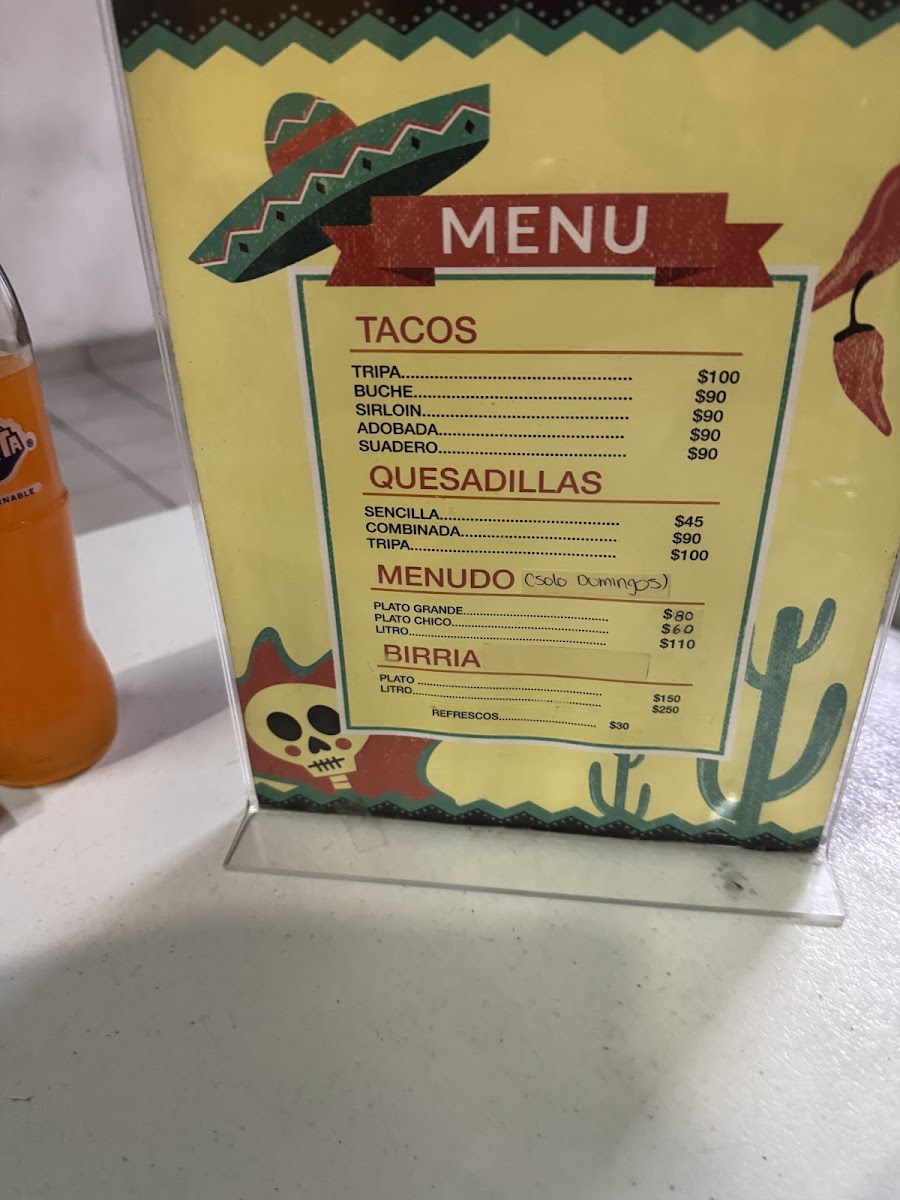 MENU
TACOS
TRIPA........................................ $100
BUCHE........................................ $90
SIRLOIN........................................ $90
ADOBADA........................................ $90
SUADERO........................................ $90
QUESADILLAS
SENCILLA........................................ $45
COMBINADA........................................ $90
TRIPA........................................ $100
MENUDO (solo Domingos)
PLATO GRANDE........................................ $80
PLATO CHICO........................................ $60
LITRO........................................ $110
BIRRIA
PLATO ........................................ $150
LITRO........................................ $250
REFRESCOS........................................ $30